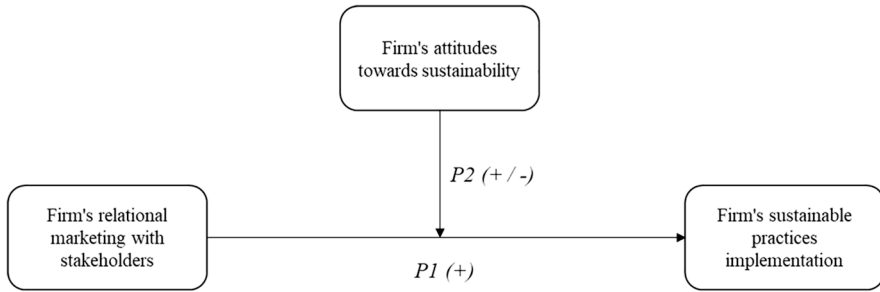 Firm's attitudes
towards sustainability
P2 (+ / -)
Firm's relational
marketing with
stakeholders
P1 (+)
Firm's sustainable
practices
implementation